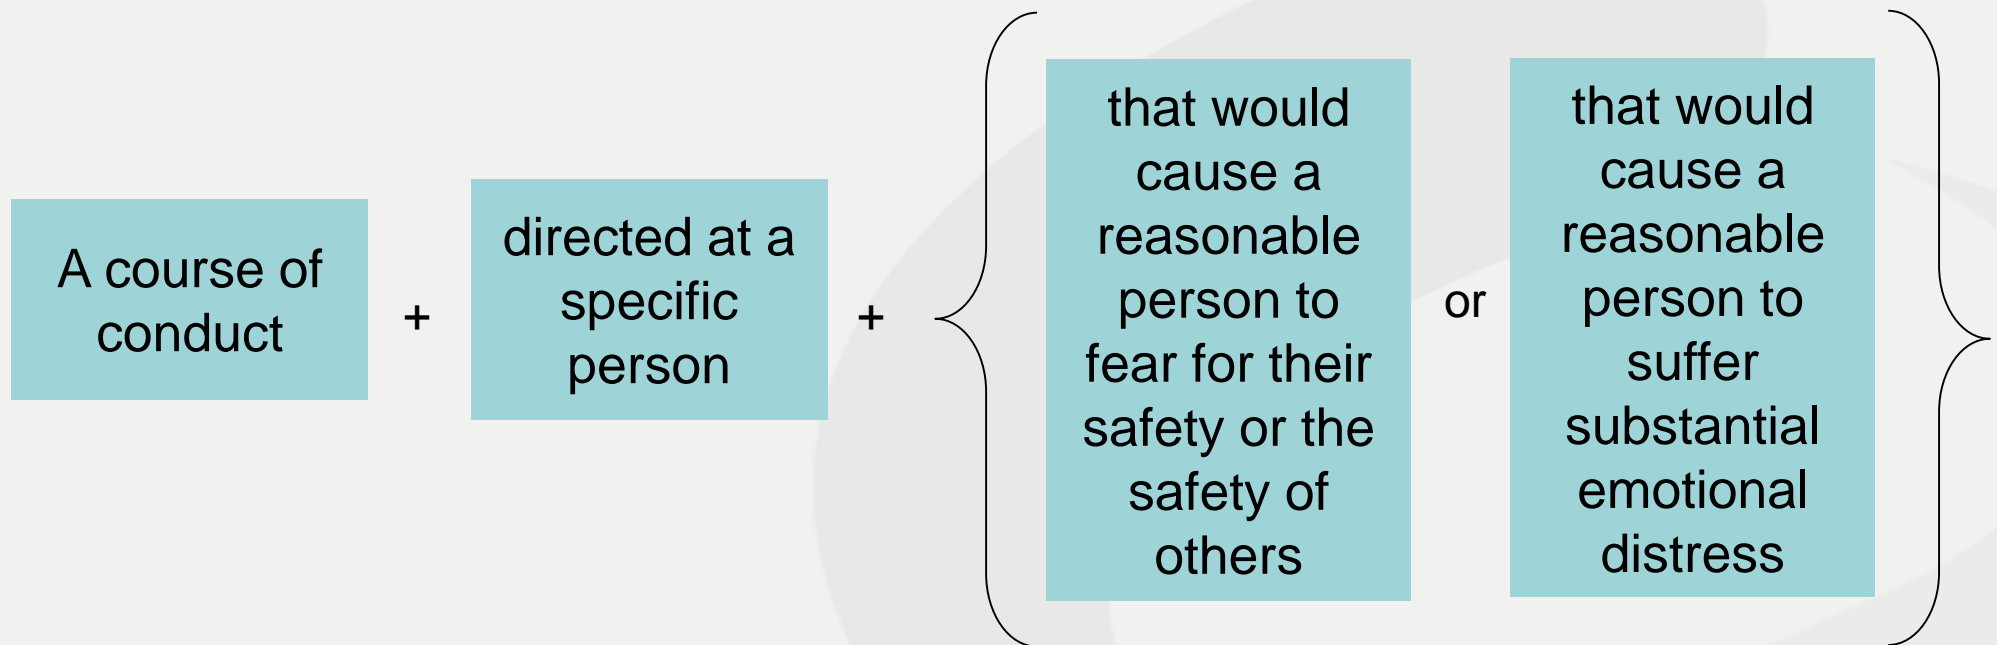 A course of
conduct
+
directed at a
specific
person
+
that would
cause a
reasonable
person to
fear for their
safety or the
safety of
others
or
that would
cause a
reasonable
person to
suffer
substantial
emotional
distress